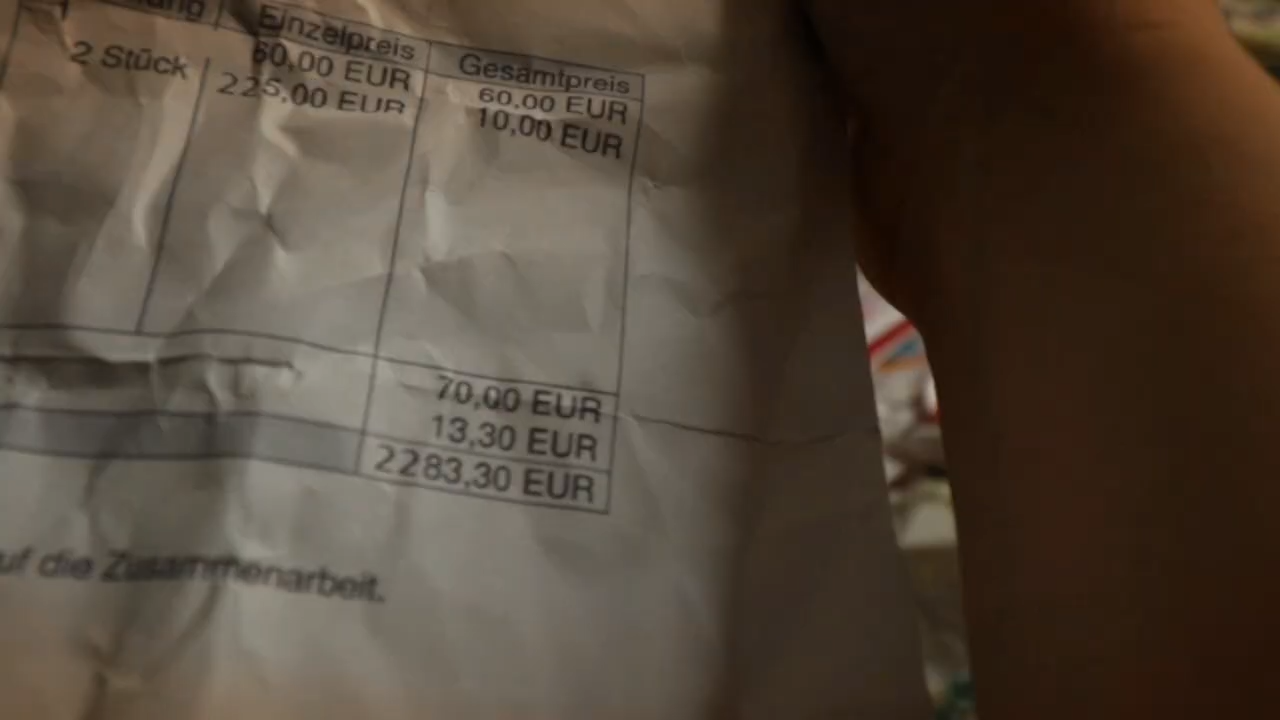 Einzelpreis Gesamtpreis
2 Stück 60,00 EUR 60,00 EUR
225,00 EUR 10,00 EUR
70,00 EUR
13,30 EUR
2283,30 EUR
die Zusammenarbeit.